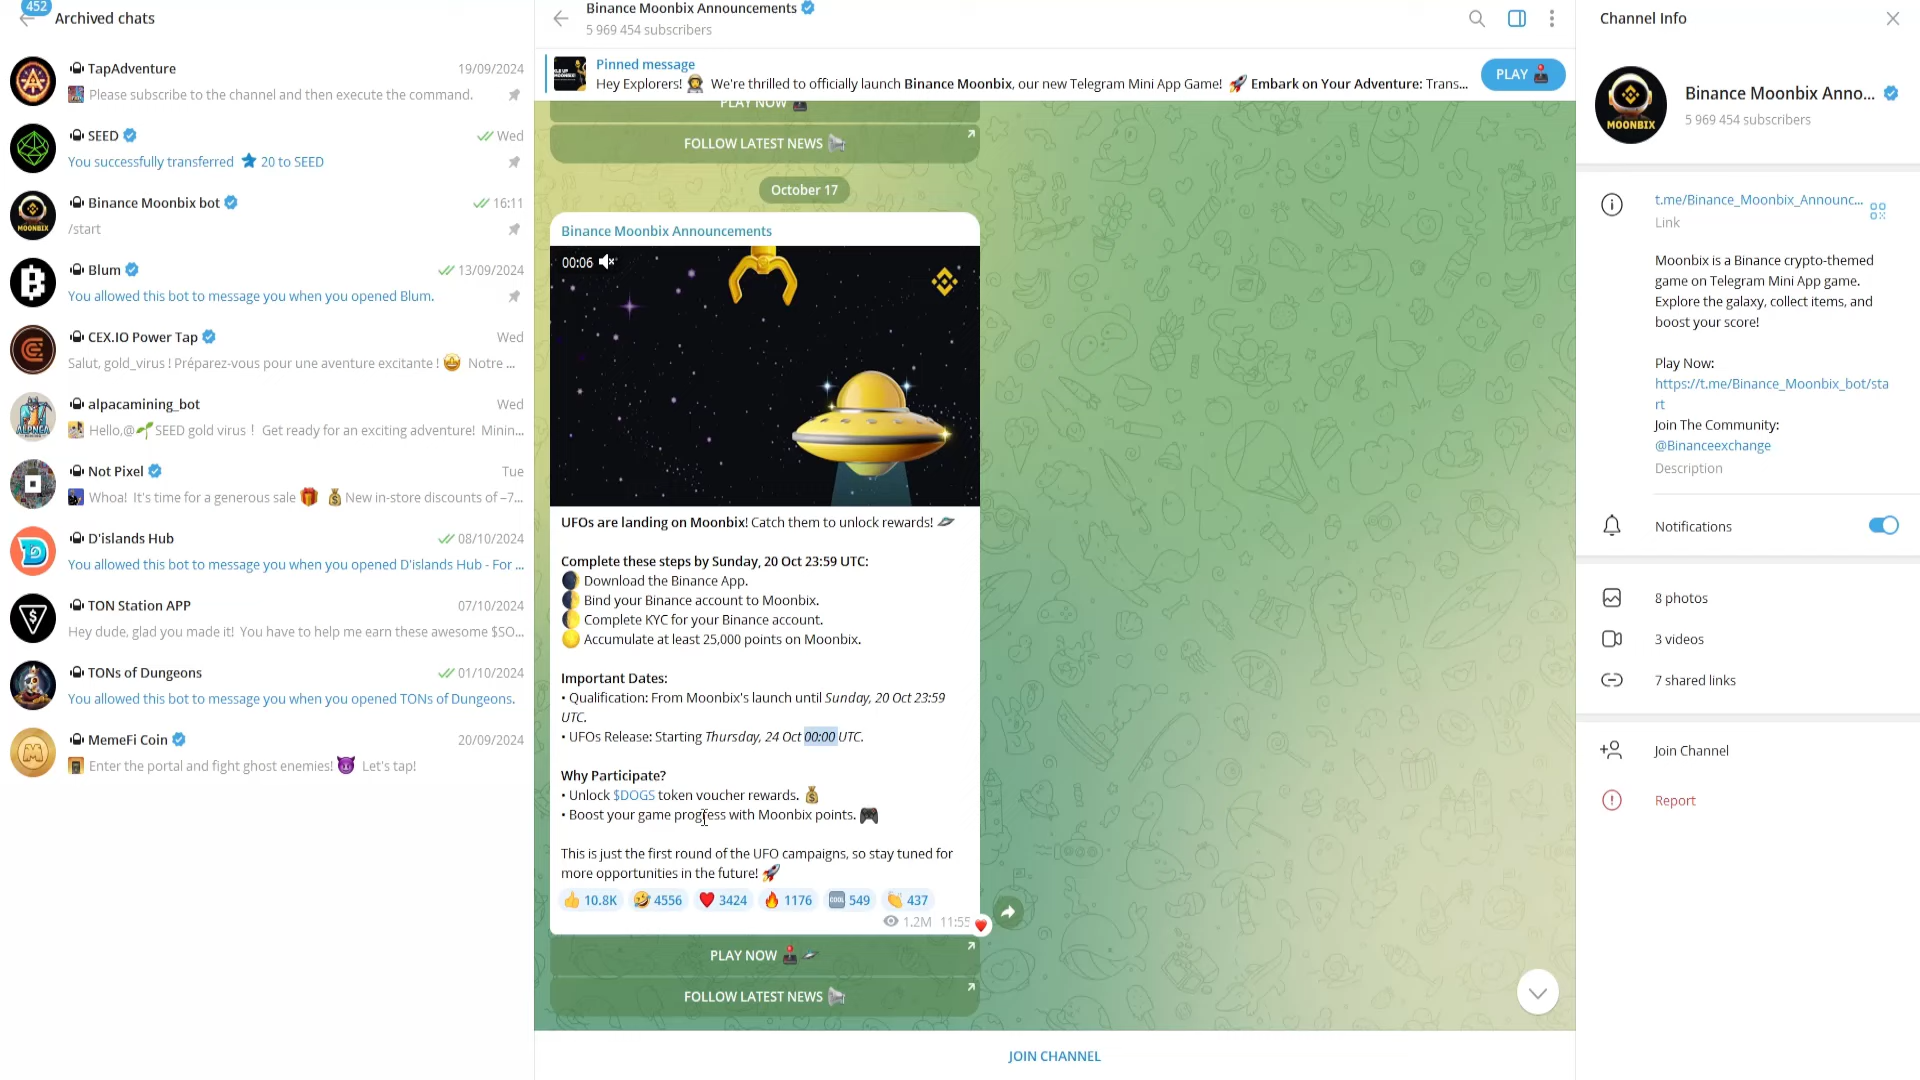 452
Archived chats
TapAdventure 19/09/2024
Please subscribe to the channel and then execute the command.
SEED Wed
You successfully transferred ⭐ 20 to SEED
Binance Moonbix bot 16:11
/start
Blum 13/09/2024
You allowed this bot to message you when you opened Blum.
CEX.IO Power Tap Wed
Salut, gold_virus ! Préparez-vous pour une aventure excitante ! 🤩 Notre ...
alpacamining_bot Wed
Hello,@🌱SEED gold virus ！ Get ready for an exciting adventure! Minin...
Not Pixel Tue
Whoa! It's time for a generous sale 🎁 💰New in-store discounts of –7...
D'islands Hub 08/10/2024
You allowed this bot to message you when you opened D'islands Hub - For ...
TON Station APP 07/10/2024
Hey dude, glad you made it! You have to help me earn these awesome $SO...
TONs of Dungeons 01/10/2024
You allowed this bot to message you when you opened TONs of Dungeons.
MemeFi Coin 20/09/2024
Enter the portal and fight ghost enemies! 😈 Let's tap!
Binance Moonbix Announcements
5 969 454 subscribers
Pinned message
Hey Explorers! 🧑‍🚀 We're thrilled to officially launch Binance Moonbix, our new Telegram Mini App Game! 🚀 Embark on Your Adventure: Trans...
PLAY 🕹️
PLAY NOW 🕹️
FOLLOW LATEST NEWS 📢
October 17
Binance Moonbix Announcements
00:06
UFOs are landing on Moonbix! Catch them to unlock rewards! 🛸
Complete these steps by Sunday, 20 Oct 23:59 UTC:
🌒 Download the Binance App.
🌓 Bind your Binance account to Moonbix.
🌔 Complete KYC for your Binance account.
🌕 Accumulate at least 25,000 points on Moonbix.
Important Dates:
• Qualification: From Moonbix's launch until Sunday, 20 Oct 23:59
UTC.
• UFOs Release: Starting Thursday, 24 Oct 00:00 UTC.
Why Participate?
• Unlock $DOGS token voucher rewards. 💰
• Boost your game progress with Moonbix points. 🎮
This is just the first round of the UFO campaigns, so stay tuned for
more opportunities in the future! 🚀
👍 10.8K 🤣 4556 ❤️ 3424 🔥 1176 🆒 549 👏 437
1.2M 11:55
PLAY NOW 🕹️ 🛸
FOLLOW LATEST NEWS 📢
JOIN CHANNEL
Channel Info
MOONBIX
Binance Moonbix Anno...
5 969 454 subscribers
t.me/Binance_Moonbix_Announc...
Link
Moonbix is a Binance crypto-themed
game on Telegram Mini App game.
Explore the galaxy, collect items, and
boost your score!
Play Now:
https://t.me/Binance_Moonbix_bot/sta
rt
Join The Community:
@Binanceexchange
Description
Notifications
8 photos
3 videos
7 shared links
Join Channel
Report